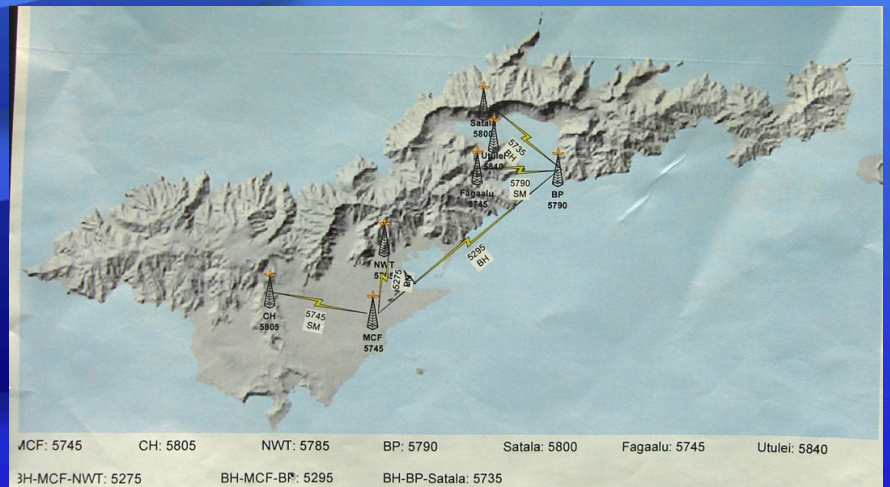 Satala
5800
5735
BH
Utulei
5840
Fagaalu
5745
5790
SM
BP
5790
5295
BH
NWT
5275
BH
CH
5805
5745
SM
MCF
5745
MCF: 5745 CH: 5805 NWT: 5785 BP: 5790 Satala: 5800 Fagaalu: 5745 Utulei: 5840
BH-MCF-NWT: 5275 BH-MCF-BP: 5295 BH-BP-Satala: 5735